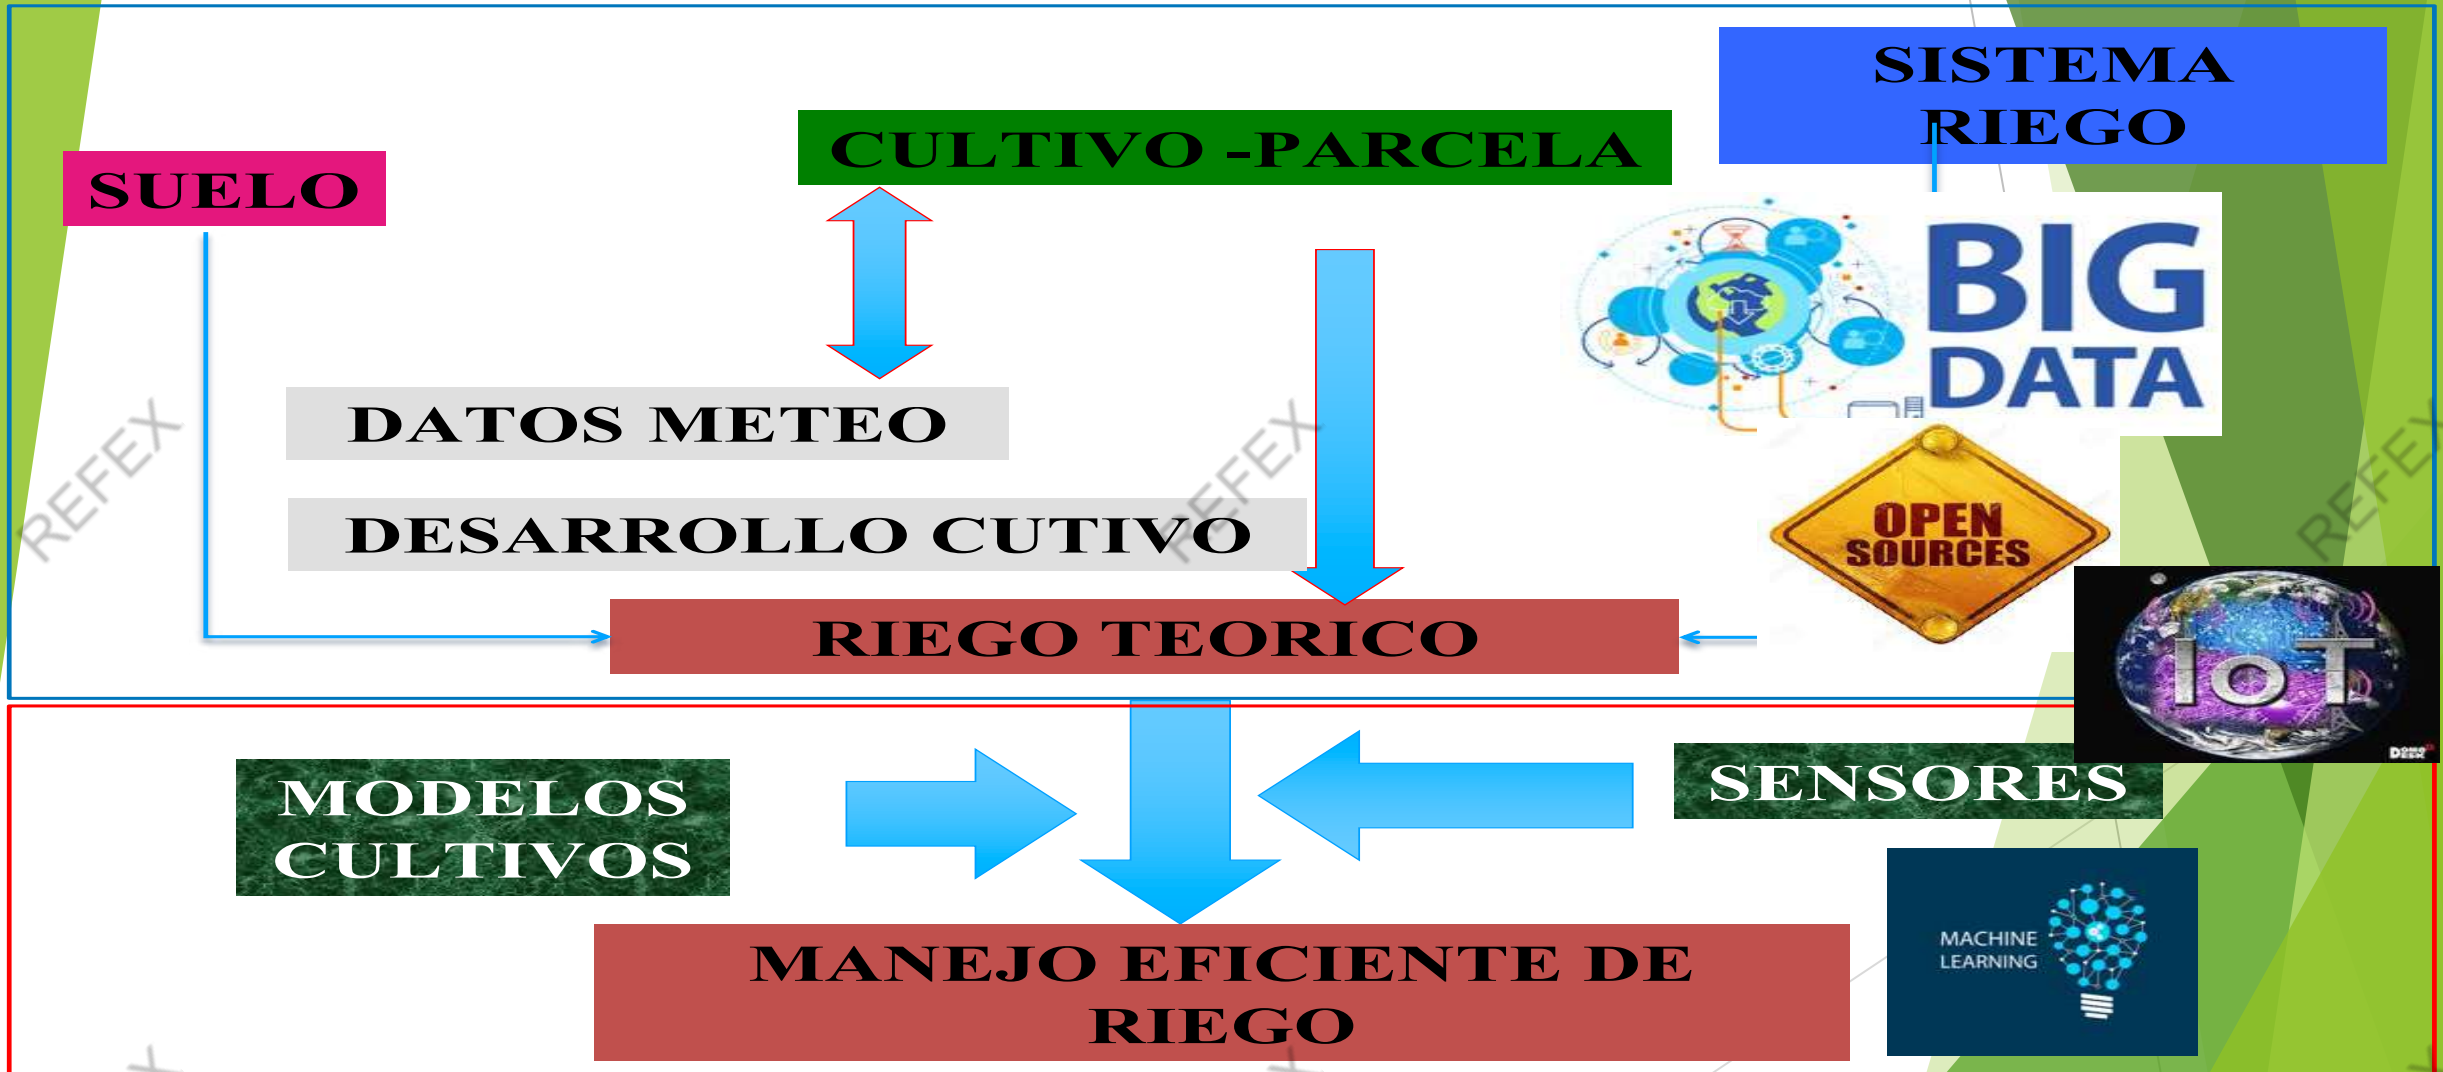 SISTEMA
RIEGO
CULTIVO -PARCELA
SUELO
BIG
DATA
DATOS METEO
DESARROLLO CUTIVO
OPEN
SOURCES
RIEGO TEORICO
IoT
MODELOS
CULTIVOS
SENSORES
MACHINE
LEARNING
MANEJO EFICIENTE DE
RIEGO
REFEX
REFEX
REFEX